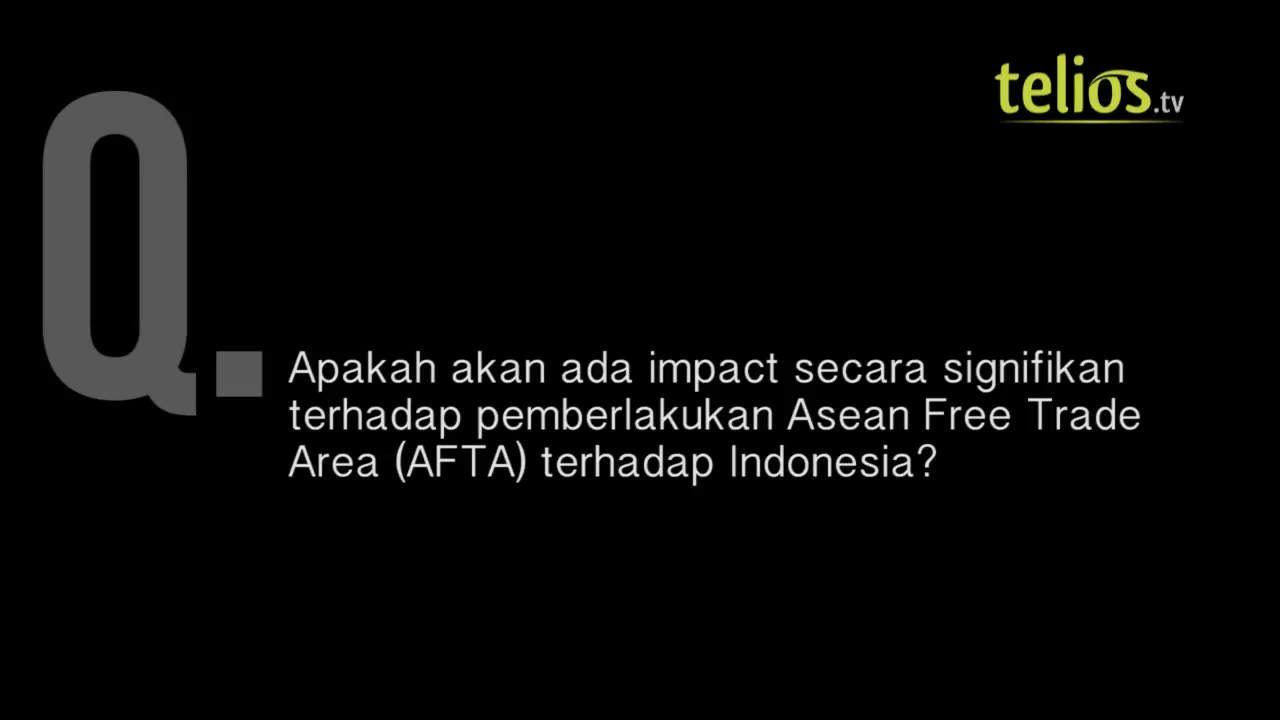 telios.tv
Q.
Apakah akan ada impact secara signifikan
terhadap pemberlakukan Asean Free Trade
Area (AFTA) terhadap Indonesia?